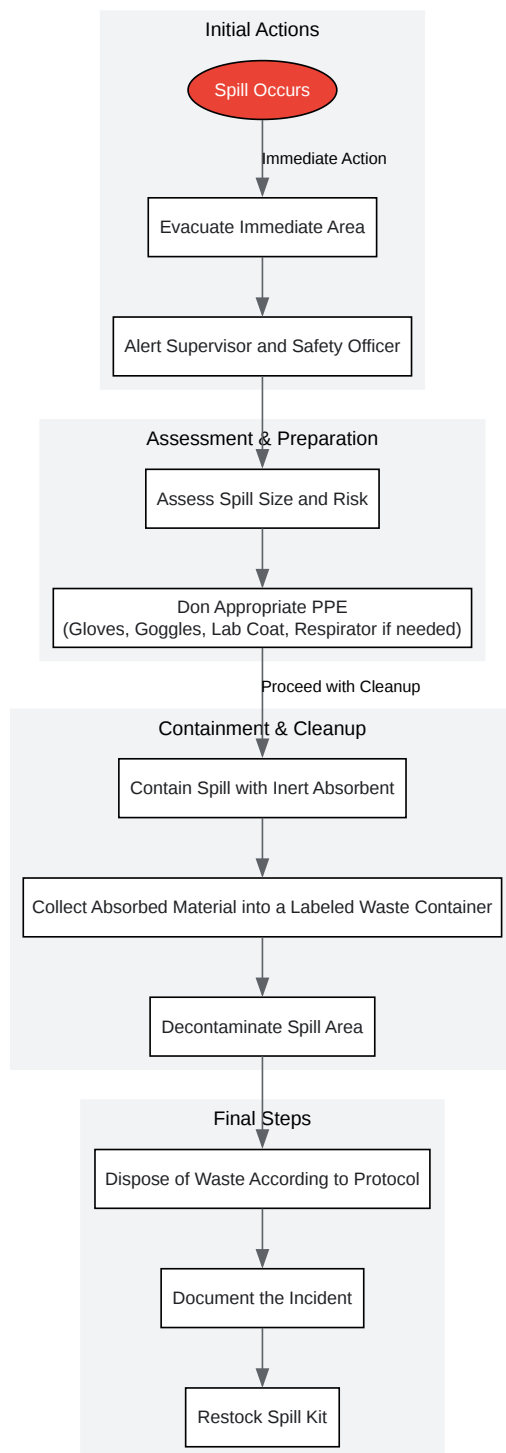 Initial Actions
Spill Occurs
Immediate Action
Evacuate Immediate Area
Alert Supervisor and Safety Officer
Assessment & Preparation
Assess Spill Size and Risk
Don Appropriate PPE
(Gloves, Goggles, Lab Coat, Respirator if needed)
Proceed with Cleanup
Containment & Cleanup
Contain Spill with Inert Absorbent
Collect Absorbed Material into a Labeled Waste Container
Decontaminate Spill Area
Final Steps
Dispose of Waste According to Protocol
Document the Incident
Restock Spill Kit